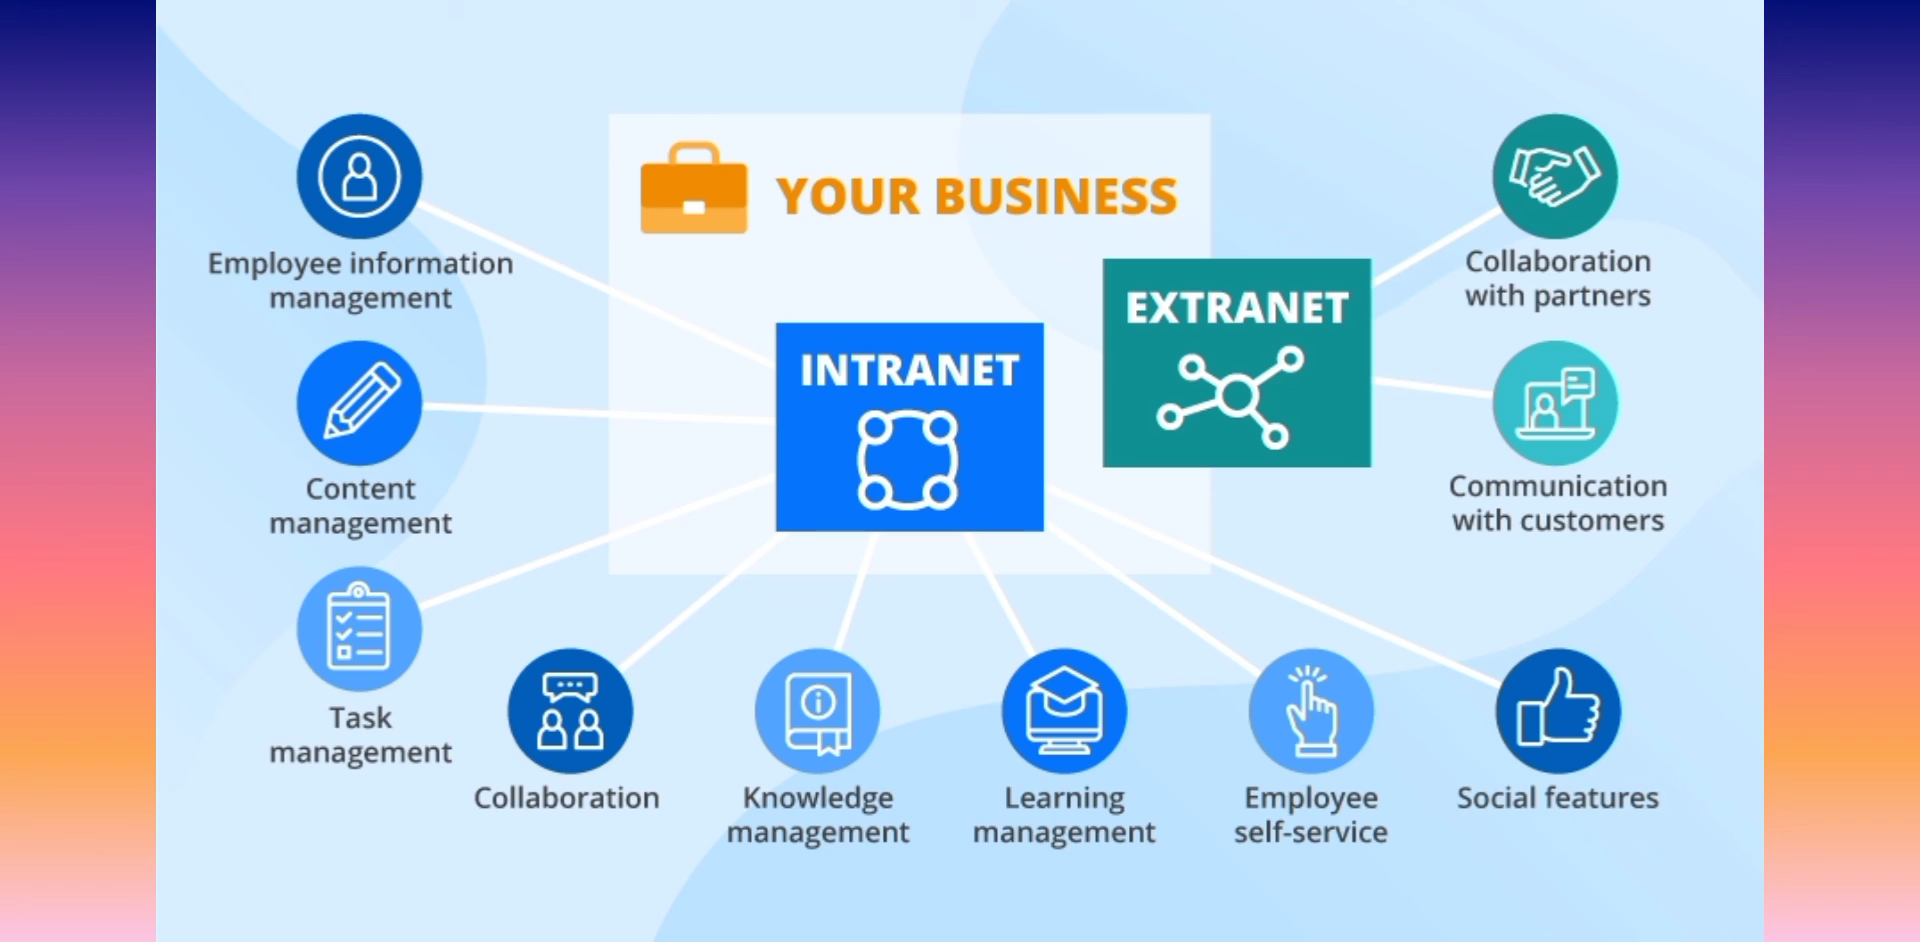 YOUR BUSINESS
INTRANET
EXTRANET
Employee information
management
Content
management
Task
management
Collaboration
Knowledge
management
Learning
management
Employee
self-service
Social features
Collaboration
with partners
Communication
with customers